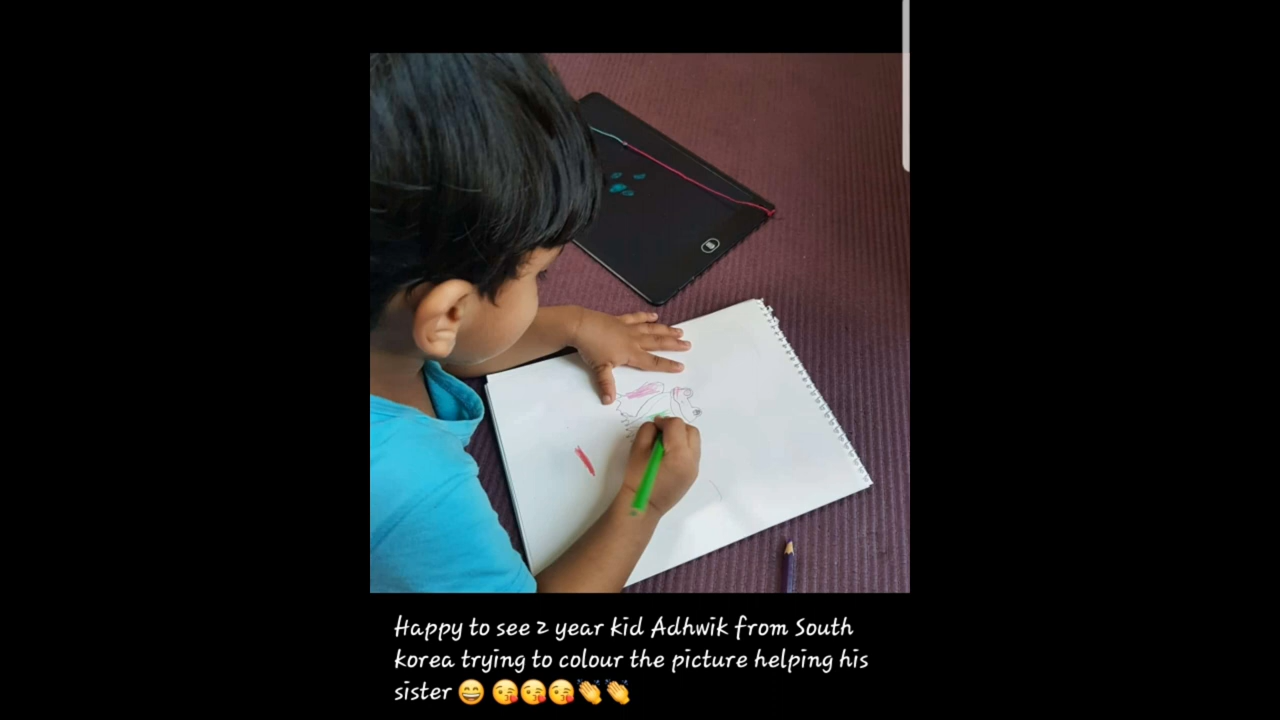 Happy to see 2 year kid Adhwik from South
korea trying to colour the picture helping his
sister 😄 😘😘😘👏👏